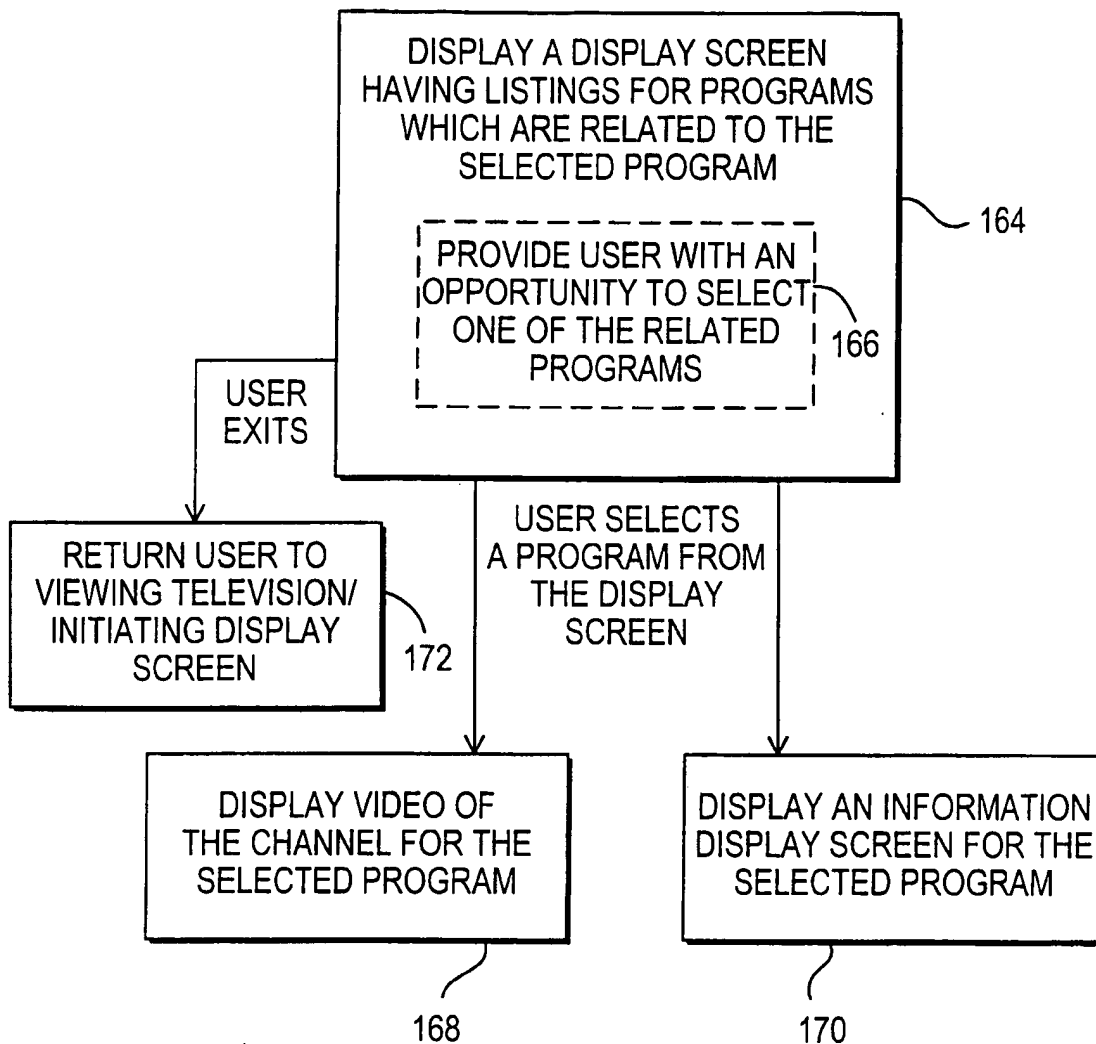 DISPLAY A DISPLAY SCREEN
HAVING LISTINGS FOR PROGRAMS
WHICH ARE RELATED TO THE
SELECTED PROGRAM
164
PROVIDE USER WITH AN
OPPORTUNITY TO SELECT
ONE OF THE RELATED
PROGRAMS
166
USER
EXITS
USER SELECTS
A PROGRAM FROM
THE DISPLAY
SCREEN
RETURN USER TO
VIEWING TELEVISION/
INITIATING DISPLAY
SCREEN
172
DISPLAY VIDEO OF
THE CHANNEL FOR THE
SELECTED PROGRAM
168
DISPLAY AN INFORMATION
DISPLAY SCREEN FOR THE
SELECTED PROGRAM
170